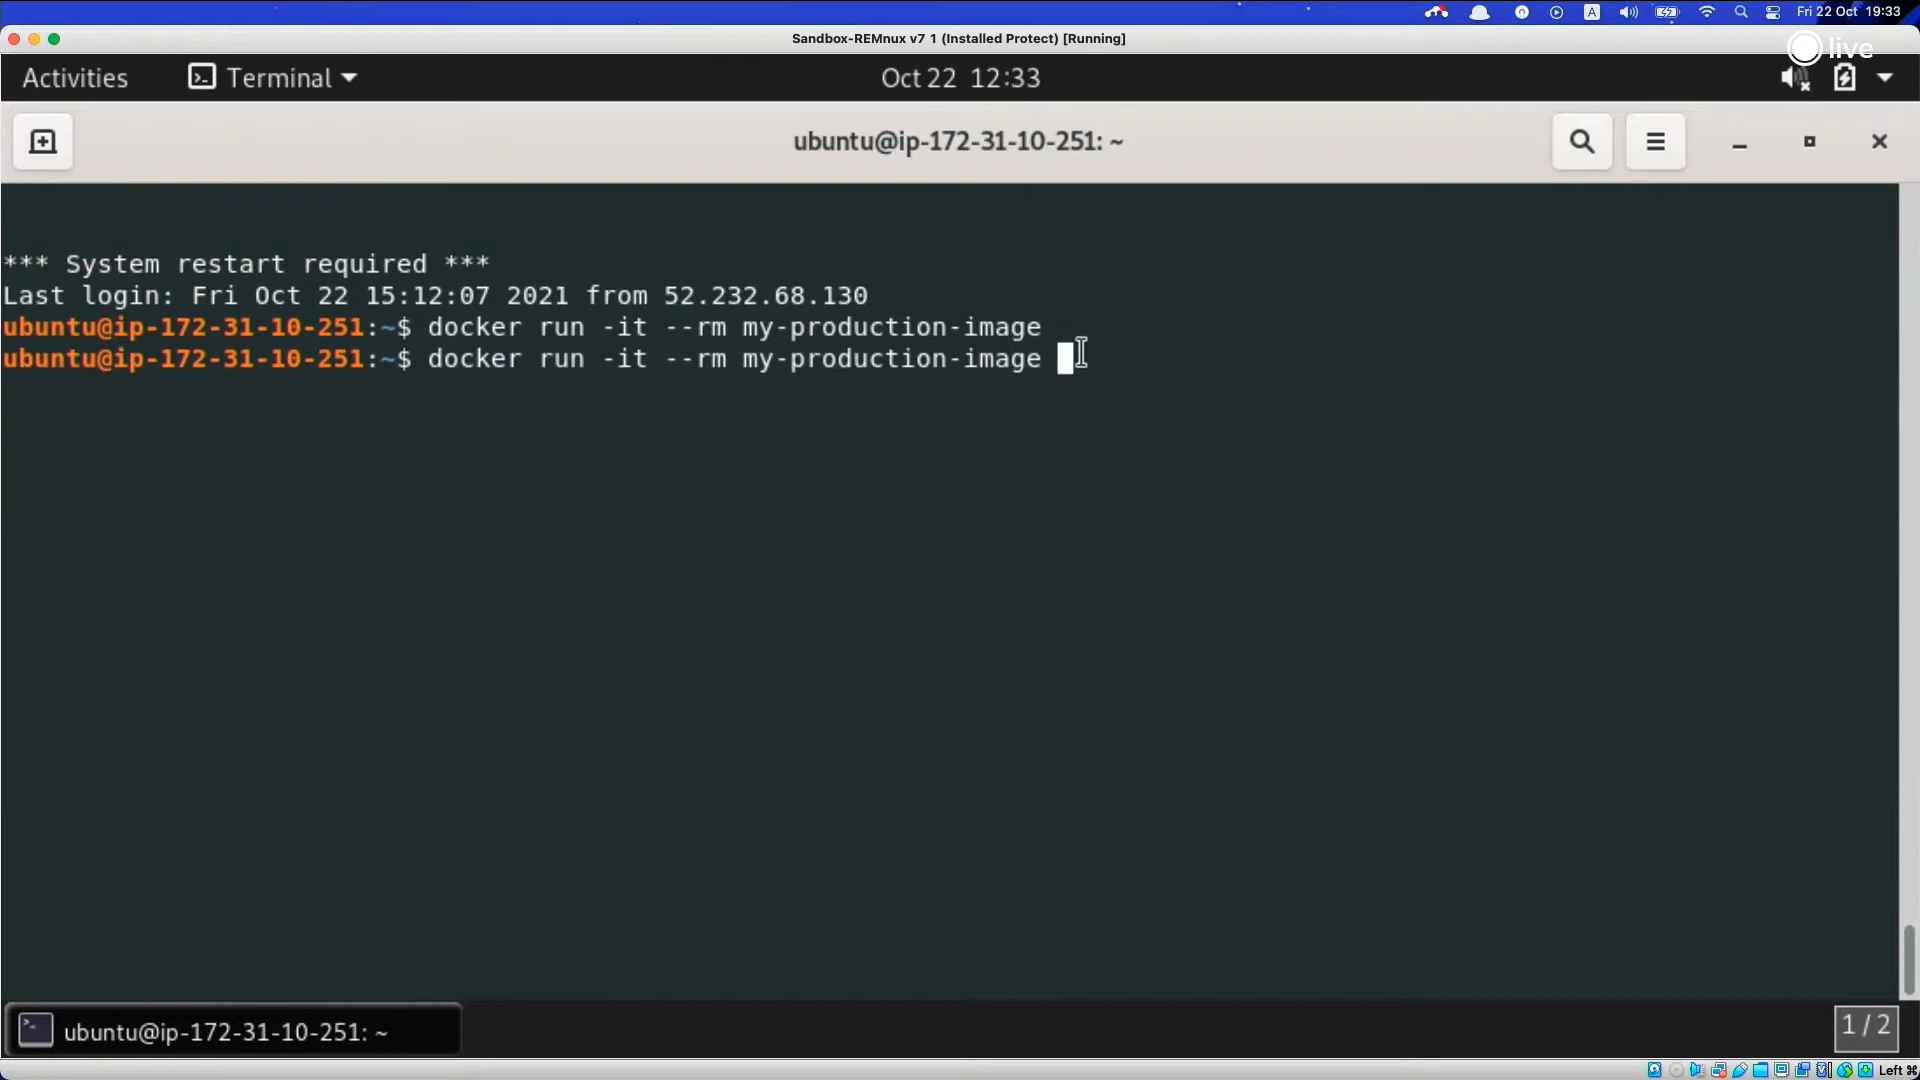 A
Fri 22 Oct 19:33
Sandbox-REMnux v7 1 (Installed Protect) [Running]
live
Activities
Terminal
Oct 22 12:33
ubuntu@ip-172-31-10-251: ~
*** System restart required ***
Last login: Fri Oct 22 15:12:07 2021 from 52.232.68.130
ubuntu@ip-172-31-10-251:~$ docker run -it --rm my-production-image
ubuntu@ip-172-31-10-251:~$ docker run -it --rm my-production-image
ubuntu@ip-172-31-10-251: ~
1 / 2
Left ⌘